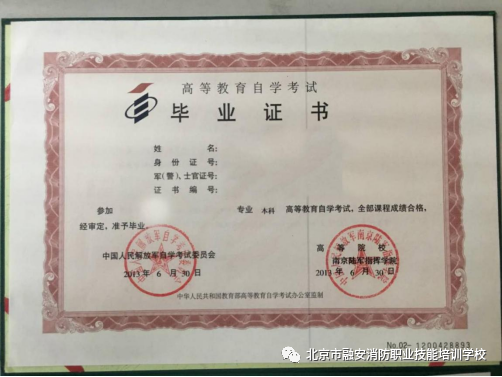 高等教育自学考试
毕业证书
姓 名:
身 份 证 号:
军(警)、士官证号:
证 书 编 号:
参加 专业 本科 高等教育自学考试,全部课程成绩合格,
经审定,准予毕业。
中国人民解放军自学考试委员会
2013年 6月 30日
高 等 院 校
南京陆军指挥学院
2013年 6月 30日
中华人民共和国教育部高等教育自学考试办公室监制
No.02-1200428893
北京市融安消防职业技能培训学校